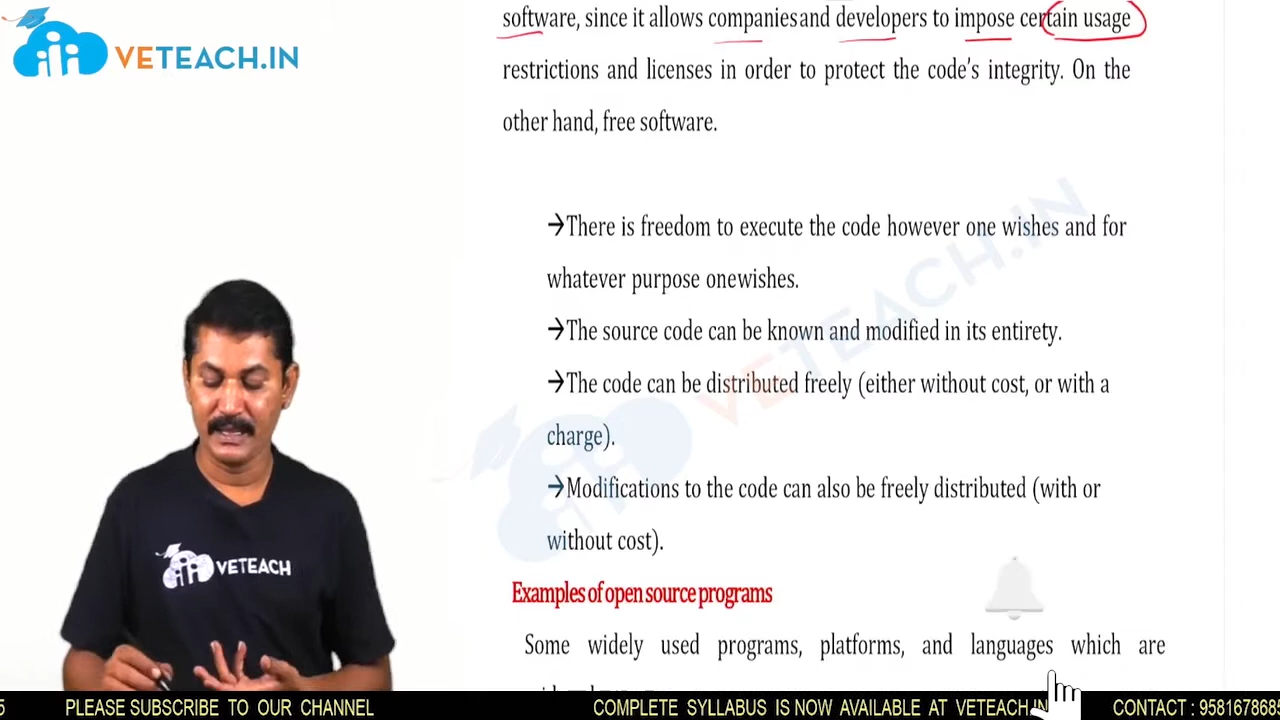 software, since it allows companiesand developers to impose certain usage
VETEACH.IN
restrictions and licenses in order to protect the code's integrity. On the
other hand, free software.
→There is freedom to execute the code however one wishes and for
whatever purpose onewishes.
→The source code can be known and modified in its entirety.
→The code can be distributed freely (either without cost, or with a
charge).
→Modifications to the code can also be freely distributed (with or
without cost).
VETEACH.IN
VETEACH
Examples of open source programs
Some widely used programs, platforms, and languages which are
5 PLEASE SUBSCRIBE TO OUR CHANNEL COMPLETE SYLLABUS IS NOW AVAILABLE AT VETEACH.IN CONTACT : 958167868